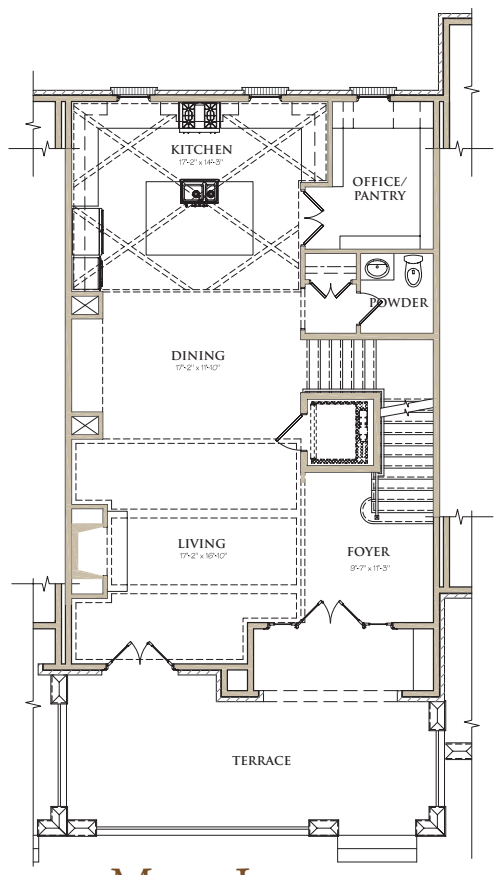 KITCHEN
17'-2" x 14'-3"
OFFICE/
PANTRY
POWDER
DINING
17'-2" x 11'-10"
LIVING
17'-2" x 16'-10"
FOYER
9'-7" x 11'-3"
TERRACE